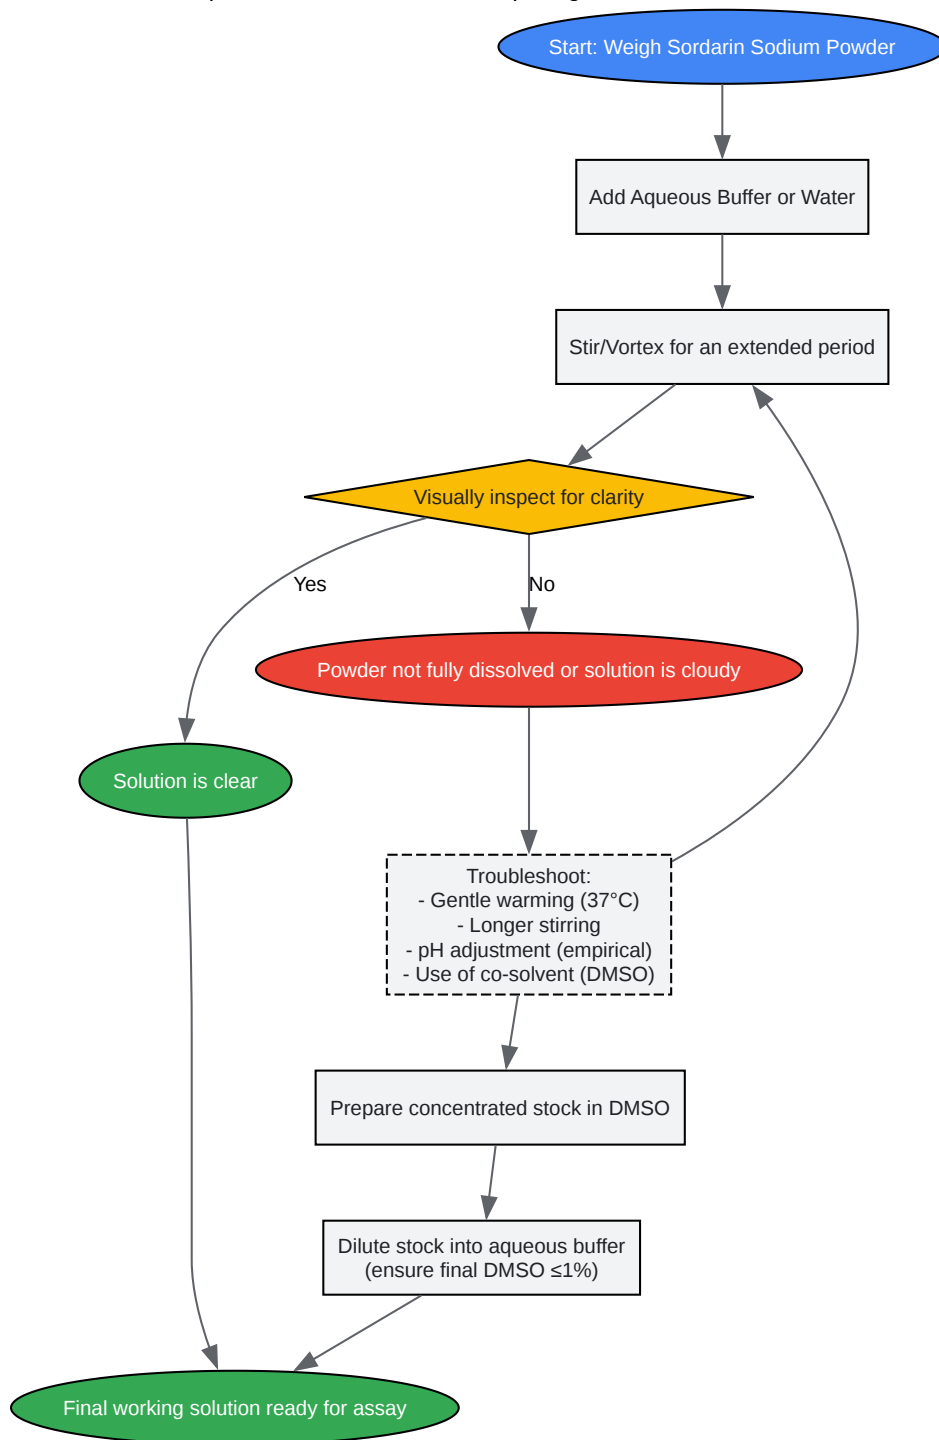 Start: Weigh Sordarin Sodium Powder
Add Aqueous Buffer or Water
Stir/Vortex for an extended period
Visually inspect for clarity
Yes
No
Powder not fully dissolved or solution is cloudy
Solution is clear
Troubleshoot:
- Gentle warming (37°C)
- Longer stirring
- pH adjustment (empirical)
- Use of co-solvent (DMSO)
Prepare concentrated stock in DMSO
Dilute stock into aqueous buffer
(ensure final DMSO ≤1%)
Final working solution ready for assay